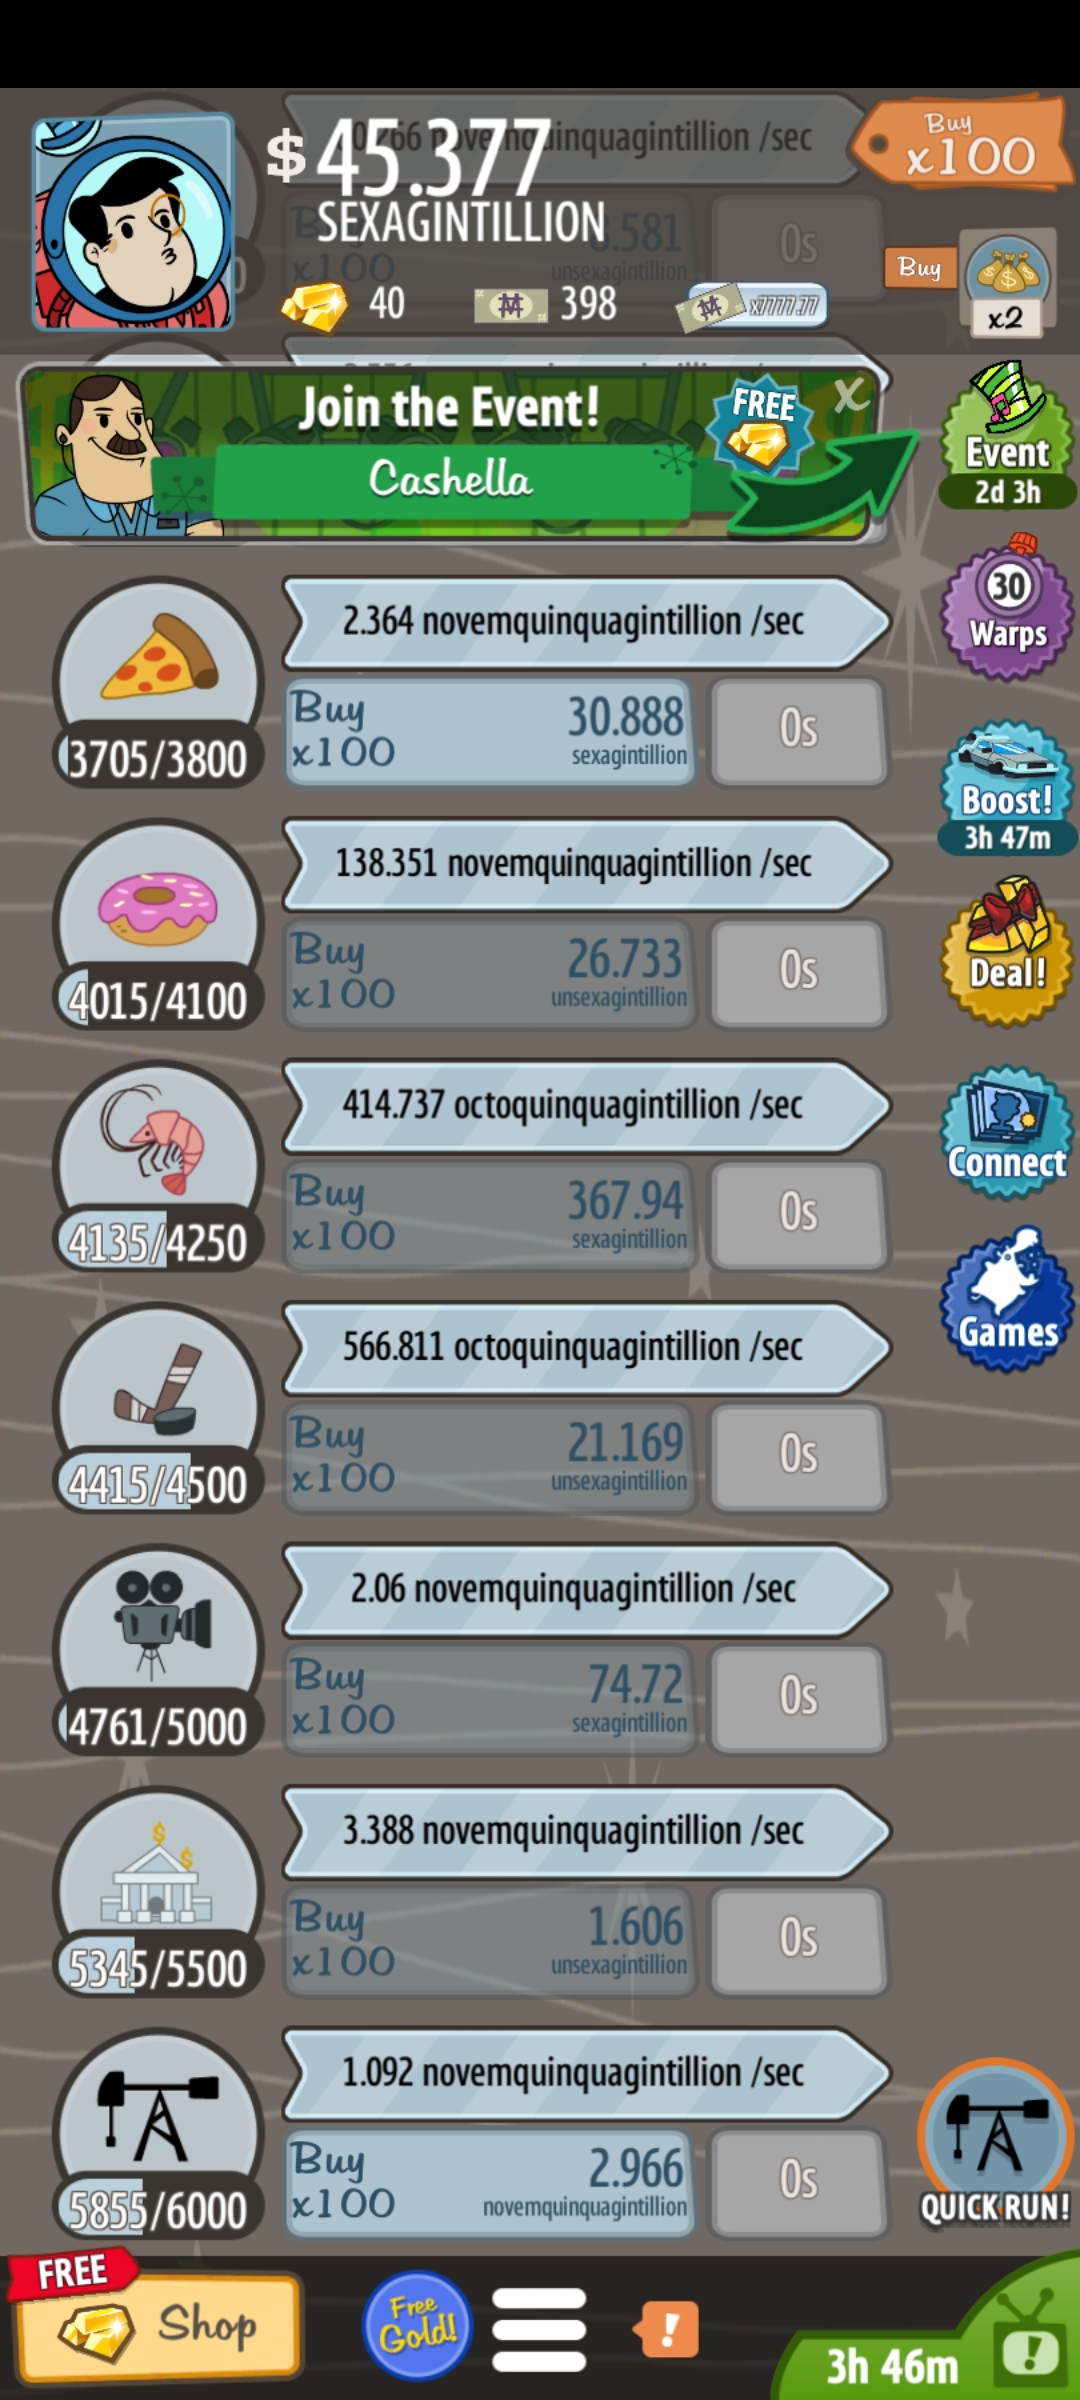 novemquinquagintillion /sec
$45.377
SEXAGINTILLION
Buy
x100
Buy
x100
unsexagintillion
0s
40
398
x7777.77
Buy
x2
Join the Event!
FREE
X
Cashella
Event
2d 3h
30
Warps
Boost!
3h 47m
Deal!
Connect
Games
2.364 novemquinquagintillion /sec
Buy
x100
30.888
sexagintillion
0s
3705/3800
138.351 novemquinquagintillion /sec
Buy
x100
26.733
unsexagintillion
0s
4015/4100
414.737 octoquinquagintillion /sec
Buy
x100
367.94
sexagintillion
0s
4135/4250
566.811 octoquinquagintillion /sec
Buy
x100
21.169
unsexagintillion
0s
4415/4500
2.06 novemquinquagintillion /sec
Buy
x100
74.72
sexagintillion
0s
4761/5000
3.388 novemquinquagintillion /sec
Buy
x100
1.606
unsexagintillion
0s
5345/5500
1.092 novemquinquagintillion /sec
Buy
x100
2.966
novemquinquagintillion
0s
5855/6000
QUICK RUN!
FREE
Shop
Free
Gold!
!
3h 46m
!